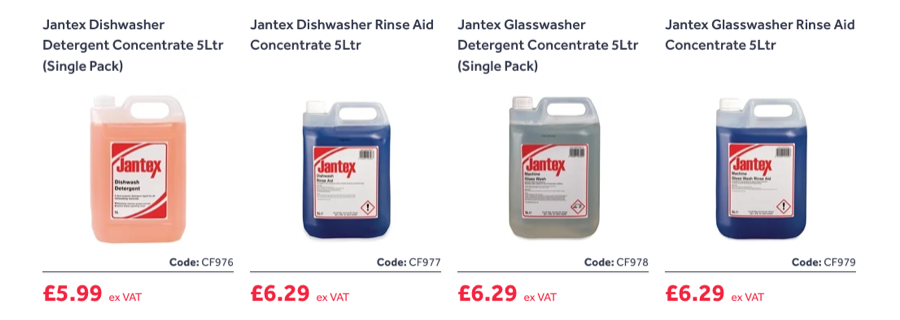 Jantex Dishwasher
Detergent Concentrate 5Ltr
(Single Pack)
Jantex
Dishwash
Detergent
Code: CF976
£5.99 ex VAT
Jantex Dishwasher Rinse Aid
Concentrate 5Ltr
Jantex
Dishwash
Rinse Aid
Code: CF977
£6.29 ex VAT
Jantex Glasswasher
Detergent Concentrate 5Ltr
(Single Pack)
Jantex
Machine
Glass Wash
Code: CF978
£6.29 ex VAT
Jantex Glasswasher Rinse Aid
Concentrate 5Ltr
Jantex
Machine
Glass Wash Rinse Aid
Code: CF979
£6.29 ex VAT